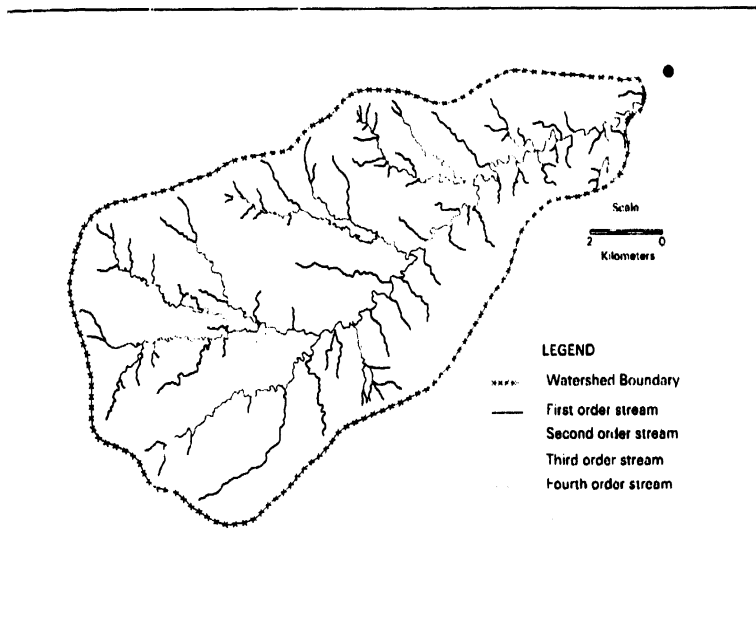 Scale
2 0
Kilometers
LEGEND
Watershed Boundary
First order stream
Second order stream
Third order stream
Fourth order stream